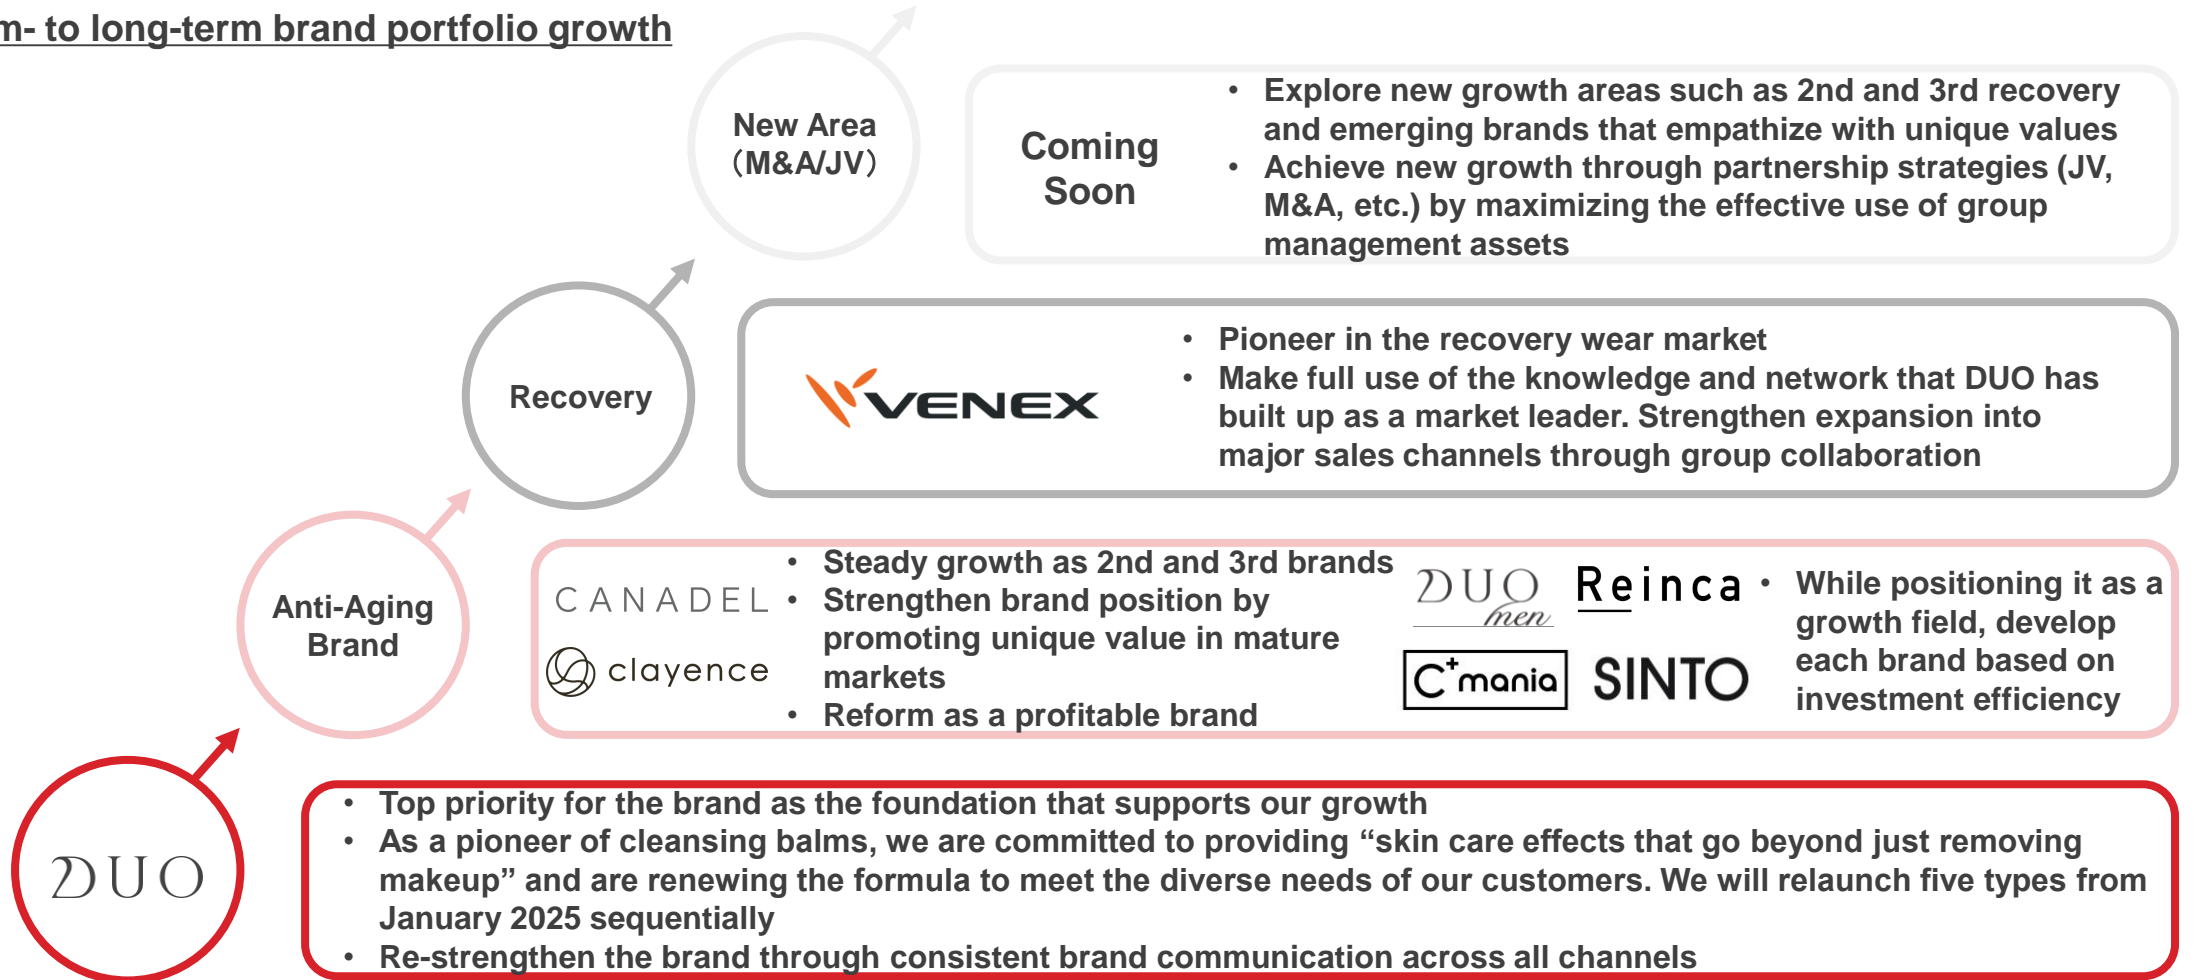 m- to long-term brand portfolio growth
New Area
(M&A/JV)
Coming
Soon
• Explore new growth areas such as 2nd and 3rd recovery
and emerging brands that empathize with unique values
• Achieve new growth through partnership strategies (JV,
M&A, etc.) by maximizing the effective use of group
management assets
Recovery
VENEX
• Pioneer in the recovery wear market
• Make full use of the knowledge and network that DUO has
built up as a market leader. Strengthen expansion into
major sales channels through group collaboration
Anti-Aging
Brand
CANADEL
clayence
• Steady growth as 2nd and 3rd brands
• Strengthen brand position by
promoting unique value in mature
markets
• Reform as a profitable brand
DUO
men
Reinca
C+mania
SINTO
• While positioning it as a
growth field, develop
each brand based on
investment efficiency
DUO
• Top priority for the brand as the foundation that supports our growth
• As a pioneer of cleansing balms, we are committed to providing “skin care effects that go beyond just removing
makeup” and are renewing the formula to meet the diverse needs of our customers. We will relaunch five types from
January 2025 sequentially
• Re-strengthen the brand through consistent brand communication across all channels